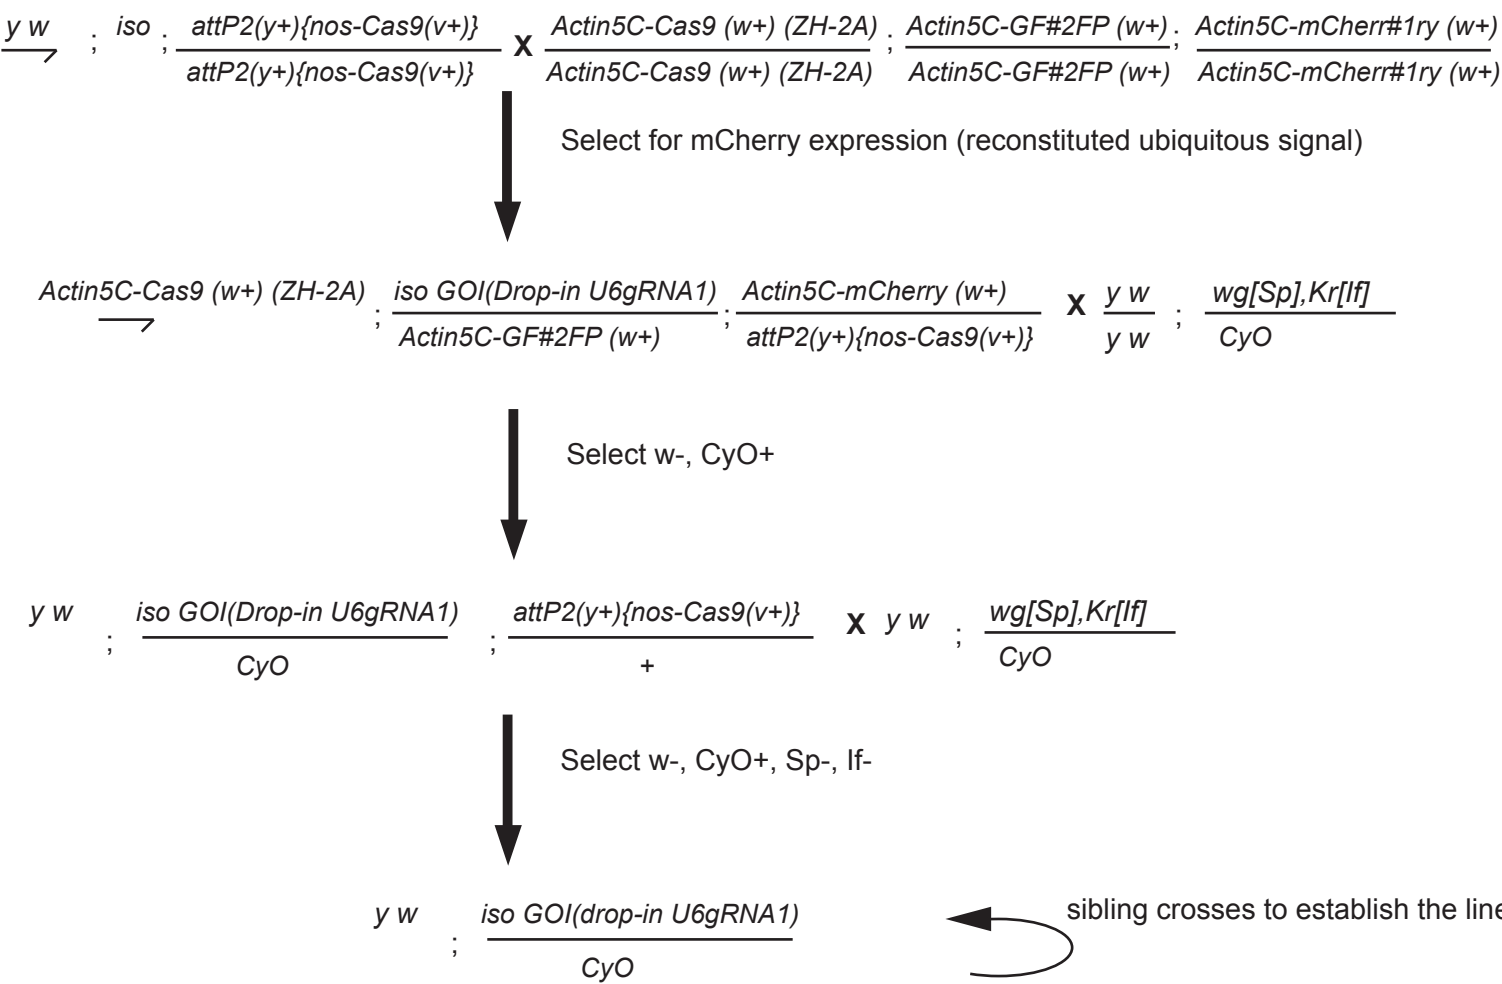 y w ; iso ; attP2(y+){nos-Cas9(v+)} X Actin5C-Cas9 (w+) (ZH-2A) ; Actin5C-GF#2FP (w+) ; Actin5C-mCherr#1ry (w+)
attP2(y+){nos-Cas9(v+)} Actin5C-Cas9 (w+) (ZH-2A) Actin5C-GF#2FP (w+) Actin5C-mCherr#1ry (w+)
Select for mCherry expression (reconstituted ubiquitous signal)
Actin5C-Cas9 (w+) (ZH-2A) ; iso GOI(Drop-in U6gRNA1) ; Actin5C-mCherry (w+) X y w ; wg[Sp],Kr[If]
Actin5C-GF#2FP (w+) attP2(y+){nos-Cas9(v+)} y w CyO
Select w-, CyO+
y w ; iso GOI(Drop-in U6gRNA1) ; attP2(y+){nos-Cas9(v+)} X y w ; wg[Sp],Kr[If]
CyO + CyO
Select w-, CyO+, Sp-, If-
y w ; iso GOI(drop-in U6gRNA1) sibling crosses to establish the line
CyO